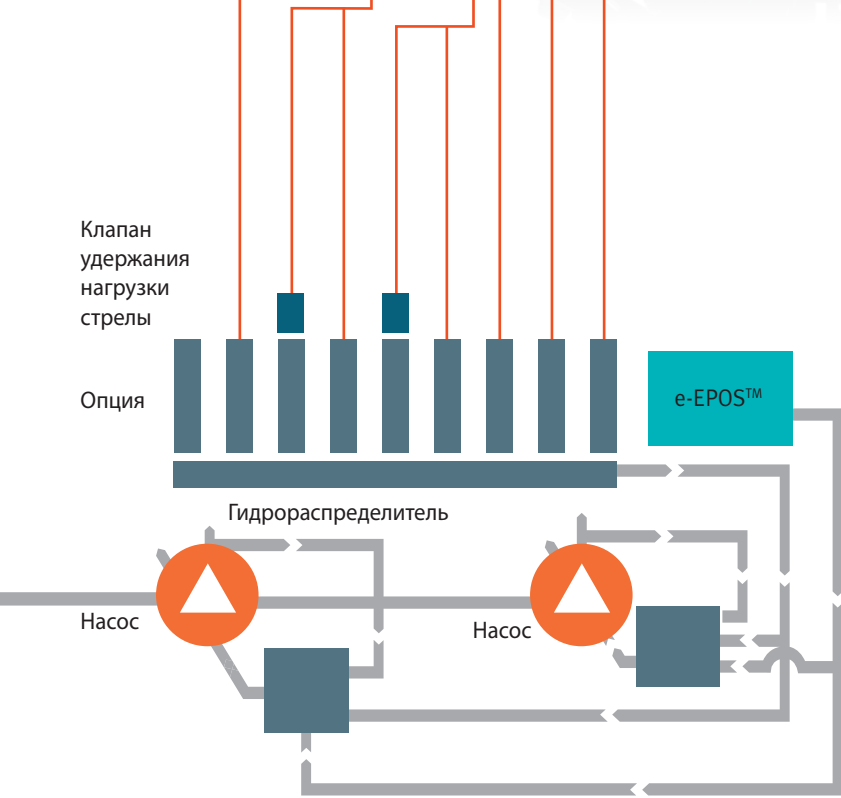 Клапан
удержания
нагрузки
стрелы
Опция
e-EPOS™
Гидрораспределитель
Насос
Насос